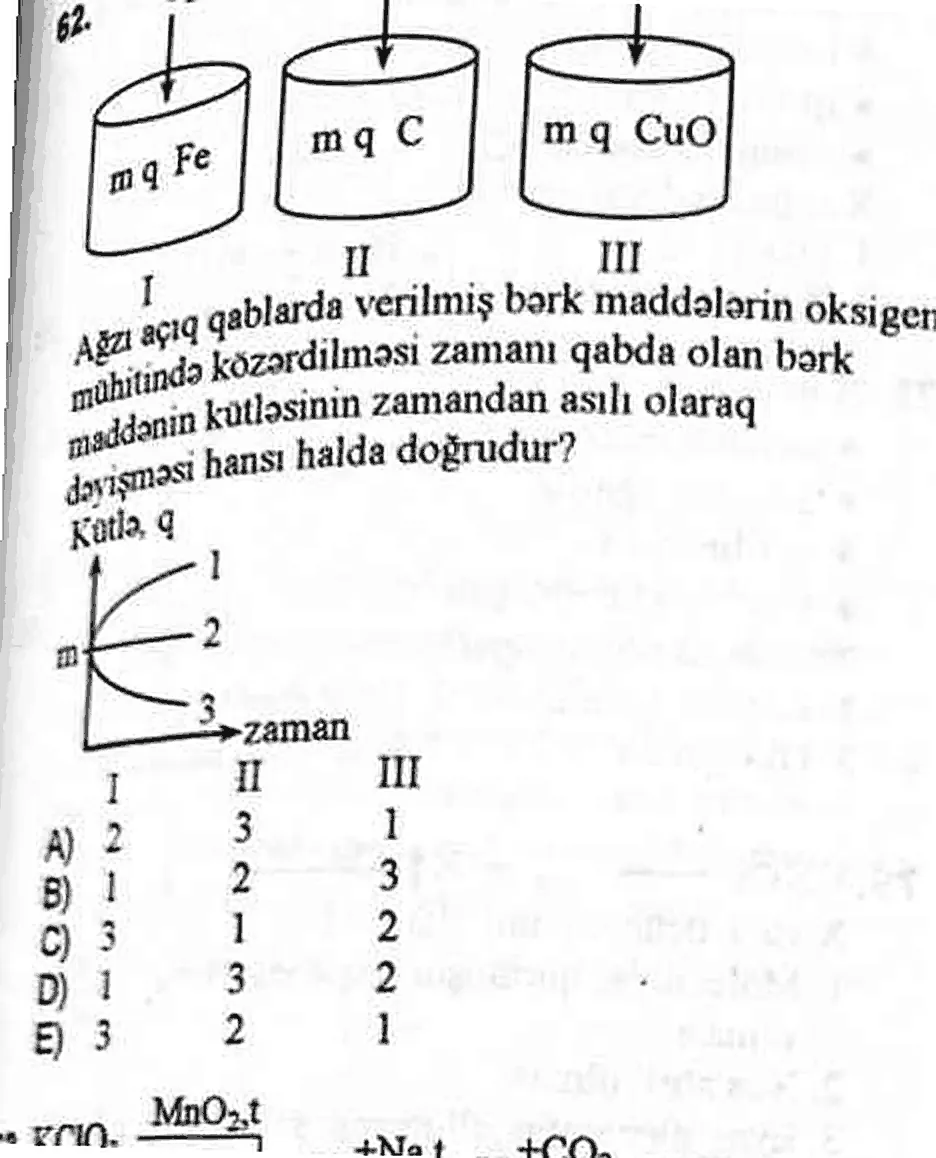 62.
m q Fe
m q C
m q CuO
I
II
III
Ağzı açıq qablarda verilmiş bərk maddələrin oksigen
mühitində közərdilməsi zamanı qabda olan bərk
maddənin kütləsinin zamandan asılı olaraq
dəyişməsi hansı halda doğrudur?
Kütlə, q
1
m
2
3
zaman
I II III
A) 2 3 1
B) 1 2 3
C) 3 1 2
D) 1 3 2
E) 3 2 1
MnO₂,t
KClO₃
+Na,t
+CO₂